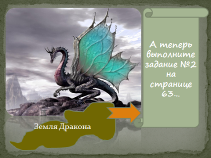 А теперь
выполните
задание №2
на
странице
63...
Земля Дракона